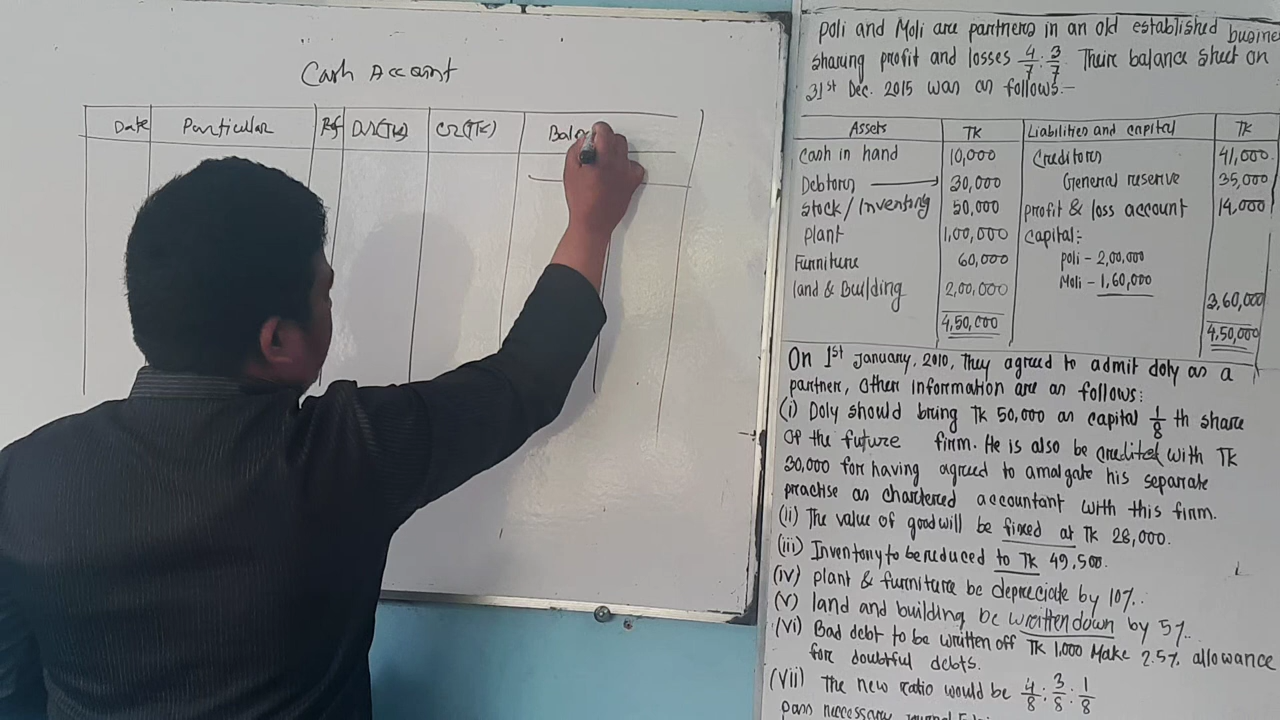 Cash Account
Date Particular Rf Dr(TK) Cr(TK)
Poli and Moli are partners in an old established
sharing profit and losses 4/7 : 3/7. Their balance sheet on
31st Dec. 2015 was as follows:-
Assets TK Liabilities and capital TK
Cash in hand 10,000 Creditors 41,000
Debtors 30,000 General reserve 35,000
Stock/Inventory 50,000 profit & loss account 14,000
plant 1,00,000 Capital:-
Furniture 60,000 poli - 2,00,000
land & Building 2,00,000 Moli - 1,60,000
3,60,000
4,50,000 4,50,000
On 1st January, 2010, They agreed to admit doly as a
partner, Other information are as follows:
(i) Doly should bring TK 50,000 as capital 1/8 th share
of the future firm. He is also be credited with TK
30,000 for having agreed to amalgate his separate
practise as chartered accountant with this firm.
(ii) The value of goodwill be fixed at TK 28,000.
(iii) Inventory to be reduced to TK 49,500.
(iv) plant & furniture be depreciate by 10%.
(v) land and building be written down by 5%.
(vi) Bad debt to be written off TK 1,000 Make 2.5% allowance
for doubtful debts.
(vii) The new ratio would be 4/8 : 3/8 : 1/8
pass necessary